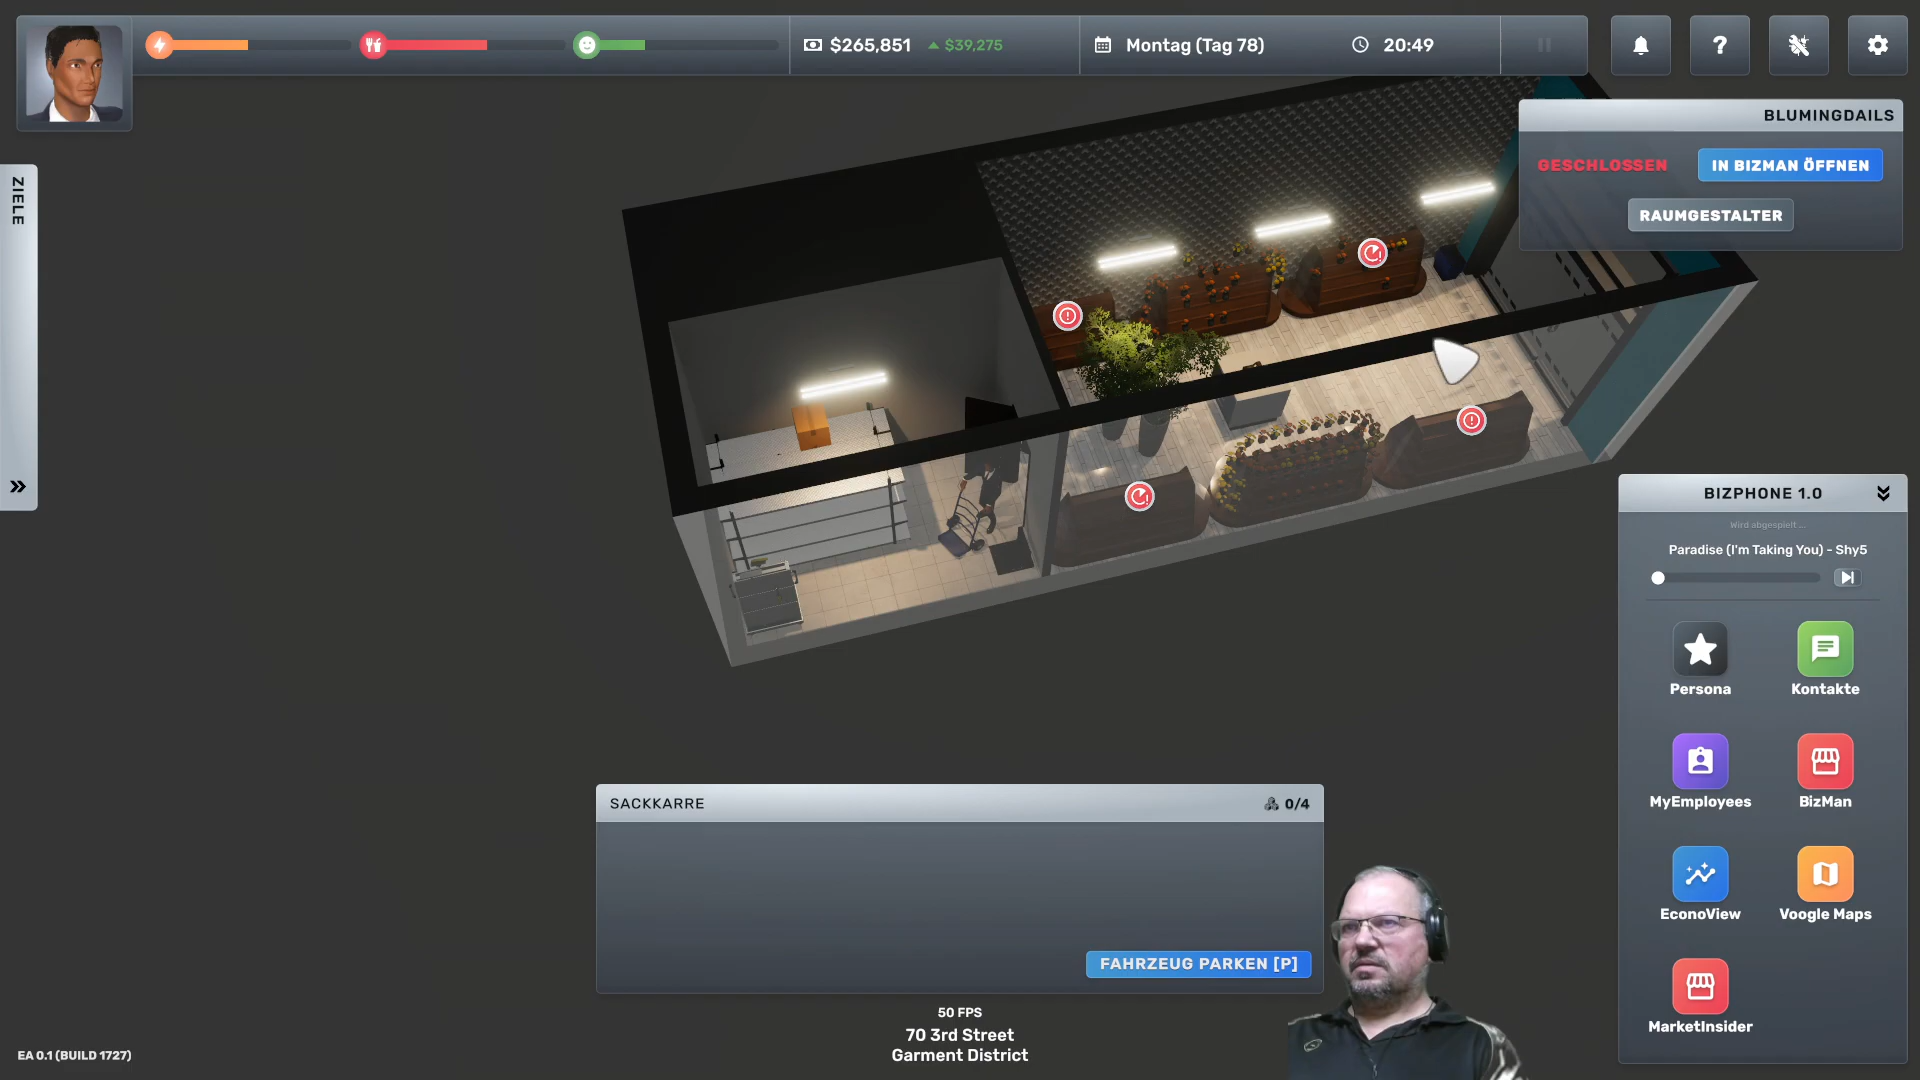 $265,851 $39,275
Montag (Tag 78) 20:49
BLUMINGDAILS
GESCHLOSSEN IN BIZMAN ÖFFNEN
RAUMGESTALTER
ZIELE
BIZPHONE 1.0
Wird abgespielt ...
Paradise (I'm Taking You) - Shy5
Persona Kontakte
MyEmployees BizMan
EconoView Voogle Maps
MarketInsider
SACKKARRE 0/4
FAHRZEUG PARKEN [P]
50 FPS
70 3rd Street
Garment District
EA 0.1 (BUILD 1727)